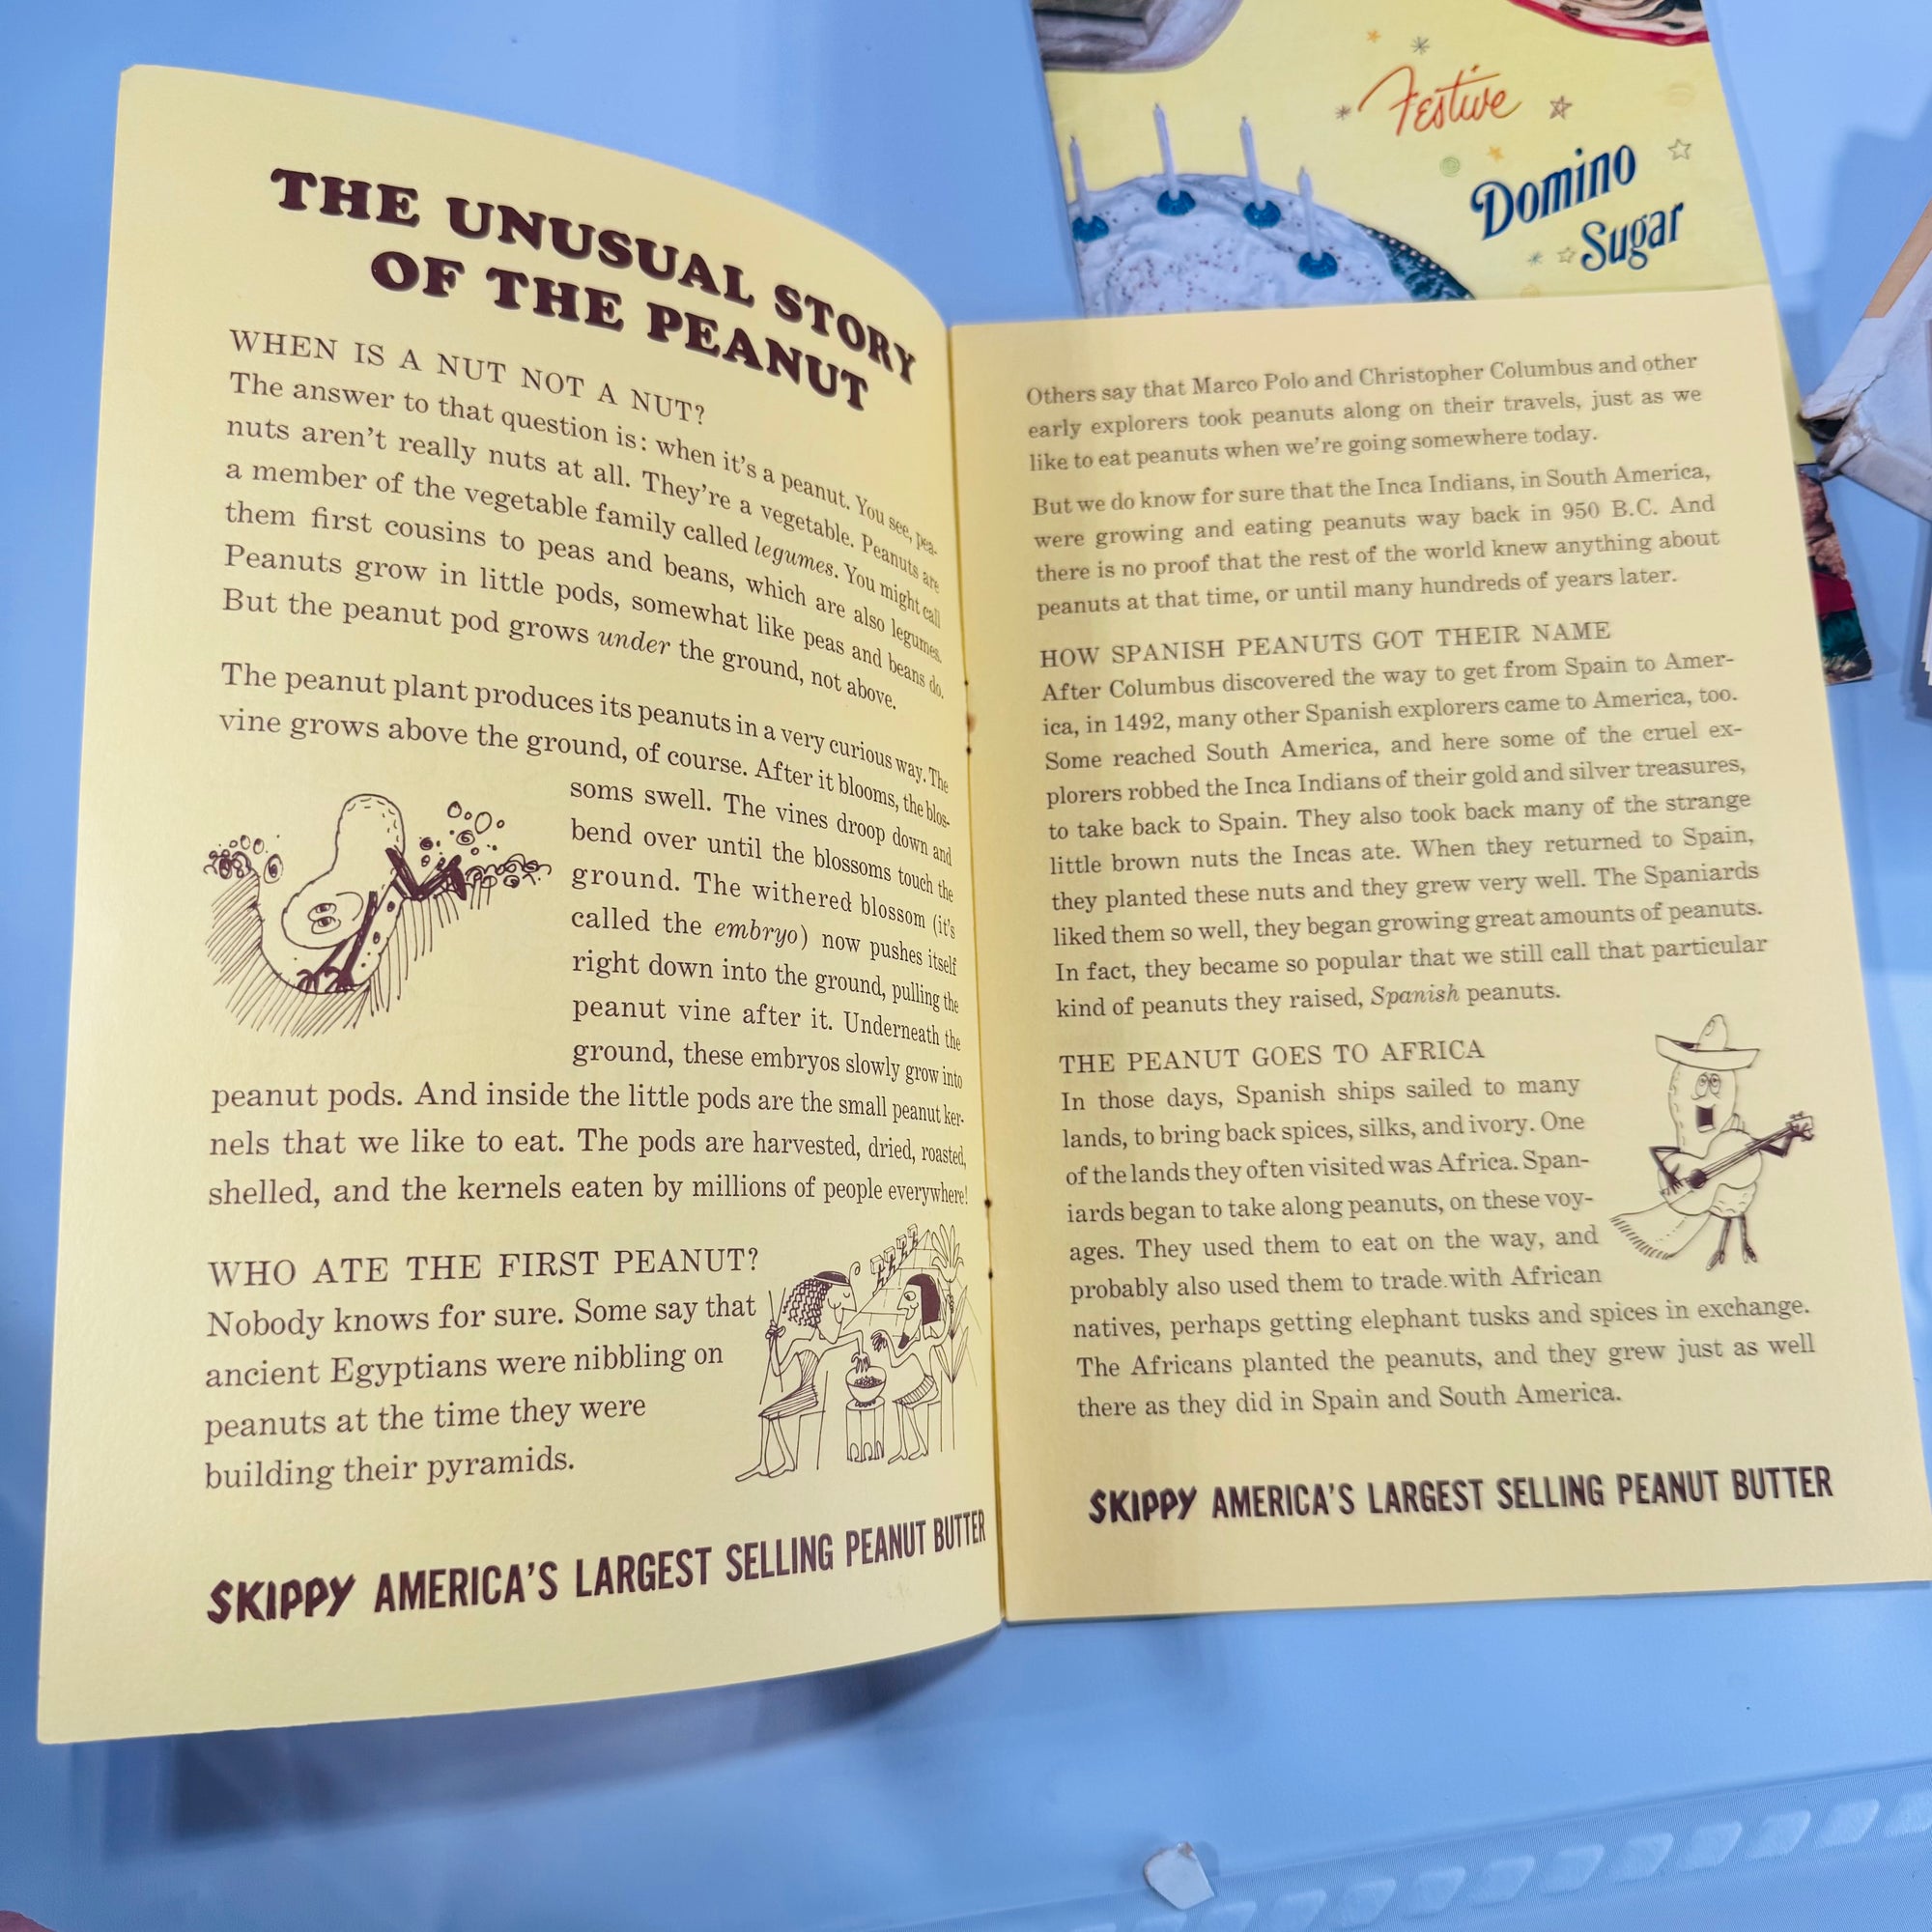 THE UNUSUAL STORY
OF THE PEANUT
WHEN IS A NUT NOT A NUT?
The answer to that question is: when it's a peanut. You see, pea-
nuts aren't really nuts at all. They're a vegetable. Peanuts are
a member of the vegetable family called legumes. You might call
them first cousins to peas and beans, which are also legumes.
Peanuts grow in little pods, somewhat like peas and beans do.
But the peanut pod grows under the ground, not above.
The peanut plant produces its peanuts in a very curious way. The
vine grows above the ground, of course. After it blooms, the blos-
soms swell. The vines droop down and
bend over until the blossoms touch the
ground. The withered blossom (it's
called the embryo) now pushes itself
right down into the ground, pulling the
peanut vine after it. Underneath the
ground, these embryos slowly grow into
peanut pods. And inside the little pods are the small peanut ker-
nels that we like to eat. The pods are harvested, dried, roasted,
shelled, and the kernels eaten by millions of people everywhere!
WHO ATE THE FIRST PEANUT?
Nobody knows for sure. Some say that
ancient Egyptians were nibbling on
peanuts at the time they were
building their pyramids.
SKIPPY AMERICA'S LARGEST SELLING PEANUT BUTTER
Festive
Domino
Sugar
Others say that Marco Polo and Christopher Columbus and other
early explorers took peanuts along on their travels, just as we
like to eat peanuts when we're going somewhere today.
But we do know for sure that the Inca Indians, in South America,
were growing and eating peanuts way back in 950 B.C. And
there is no proof that the rest of the world knew anything about
peanuts at that time, or until many hundreds of years later.
HOW SPANISH PEANUTS GOT THEIR NAME
After Columbus discovered the way to get from Spain to Amer-
ica, in 1492, many other Spanish explorers came to America, too.
Some reached South America, and here some of the cruel ex-
plorers robbed the Inca Indians of their gold and silver treasures,
to take back to Spain. They also took back many of the strange
little brown nuts the Incas ate. When they returned to Spain,
they planted these nuts and they grew very well. The Spaniards
liked them so well, they began growing great amounts of peanuts.
In fact, they became so popular that we still call that particular
kind of peanuts they raised, Spanish peanuts.
THE PEANUT GOES TO AFRICA
In those days, Spanish ships sailed to many
lands, to bring back spices, silks, and ivory. One
of the lands they often visited was Africa. Span-
iards began to take along peanuts, on these voy-
ages. They used them to eat on the way, and
probably also used them to trade with African
natives, perhaps getting elephant tusks and spices in exchange.
The Africans planted the peanuts, and they grew just as well
there as they did in Spain and South America.
SKIPPY AMERICA'S LARGEST SELLING PEANUT BUTTER